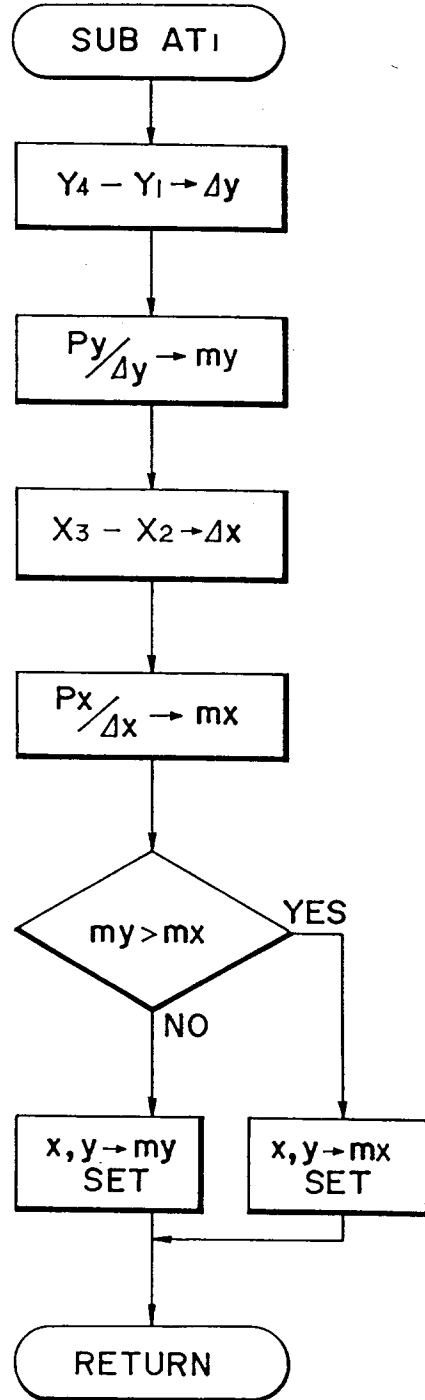 SUB AT1
Y4 − Y1 → Δy
Py/Δy → my
X3 − X2 → Δx
Px/Δx → mx
my > mx
YES
NO
x, y → my
SET
x, y → mx
SET
RETURN